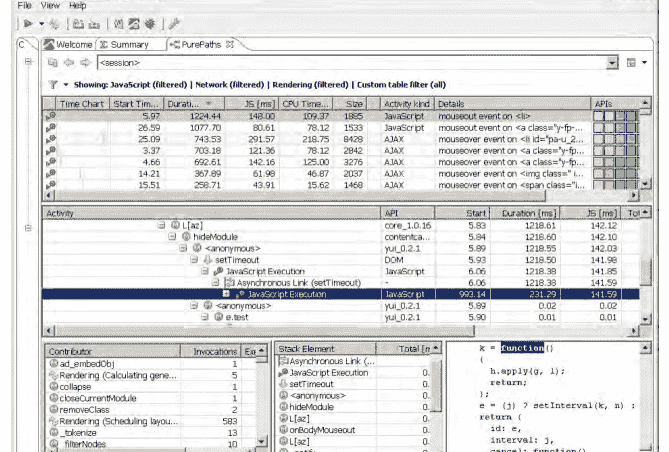 File View Help
C Welcome Summary PurePaths
<session>
Showing: JavaScript (filtered) | Network (filtered) | Rendering (filtered) | Custom table filter (all)
Time Chart Start Tim... Durati... JS [ms] CPU Time... Size Activity kind Details APIs
5.97 1224.44 148.00 109.37 1885 JavaScript mouseout event on <li>
26.59 1077.70 80.61 78.12 1533 JavaScript mouseout event on <a class="y-fp-...
25.09 743.53 291.57 218.75 8428 AJAX mouseover event on <li id="pa-u_2...
3.37 703.18 121.36 78.12 2842 AJAX mouseover event on <a class="y-fp...
4.66 692.61 142.16 125.00 3276 AJAX mouseover event on <a class="y-fp...
14.21 367.89 61.98 46.87 2037 AJAX mouseover event on <img class=" i...
15.51 258.71 43.91 15.62 1468 AJAX mouseover event on <span class="i...
Activity API Start Duration [ms] JS [ms] Tot
L[az] core_1.0.16 5.83 1218.61 142.12
hideModule contentca... 5.84 1218.60 142.10
<anonymous> yui_0.2.1 5.89 1218.55 142.03
setTimeout DOM 5.93 1218.50 141.98
JavaScript Execution JavaScript 6.06 1218.38 141.85
Asynchronous Link (setTimeout) - 6.06 1218.38 141.59
JavaScript Execution JavaScript 993.14 231.29 141.59
<anonymous> yui_0.2.1 5.89 0.02 0.02
e.test yui_0.2.1 5.90 0.01 0.01
Contributor Invocations Ex
ad_embedObj 1
Rendering (Calculating gene... 5
collapse 1
closeCurrentModule 1
removeClass 2
Rendering (Scheduling layou... 583
_tokenize 13
_filterNodes 10
Stack Element Total [m
Asynchronous Link (...
JavaScript Execution 0.
setTimeout 0.
<anonymous> 0.
hideModule 0.
L[az] 0.
onBodyMouseout 0.
L[az] 0.
k = function()
(
h.apply(g, l);
return;
);
e = (j) ? setInterval(k, n) :
return (
id: e,
interval: j,
cancel: function()